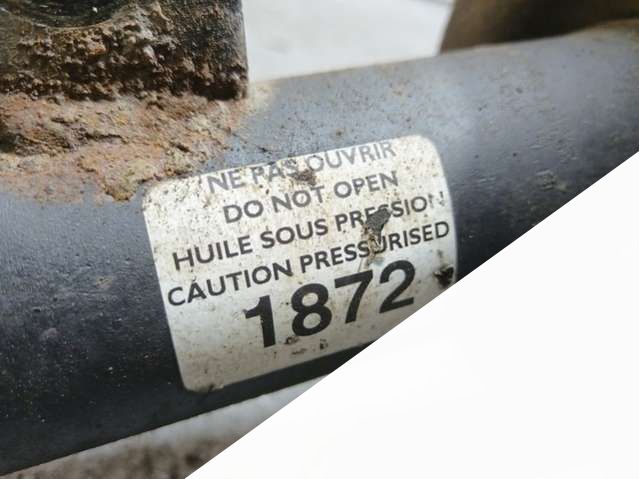 NE PAS OUVRIR
DO NOT OPEN
HUILE SOUS PRESSION
CAUTION PRESSURISED
1872